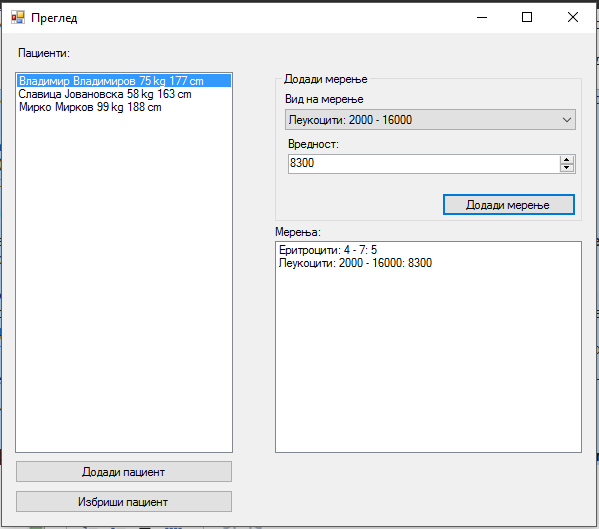 Преглед
Пациенти:
Владимир Владимиров 75 kg 177 cm
Славица Јовановска 58 kg 163 cm
Мирко Мирков 99 kg 188 cm
Додади пациент
Избриши пациент
Додади мерење
Вид на мерење
Леукоцити: 2000 - 16000
Вредност:
8300
Додади мерење
Мерења:
Еритроцити: 4 - 7: 5
Леукоцити: 2000 - 16000: 8300